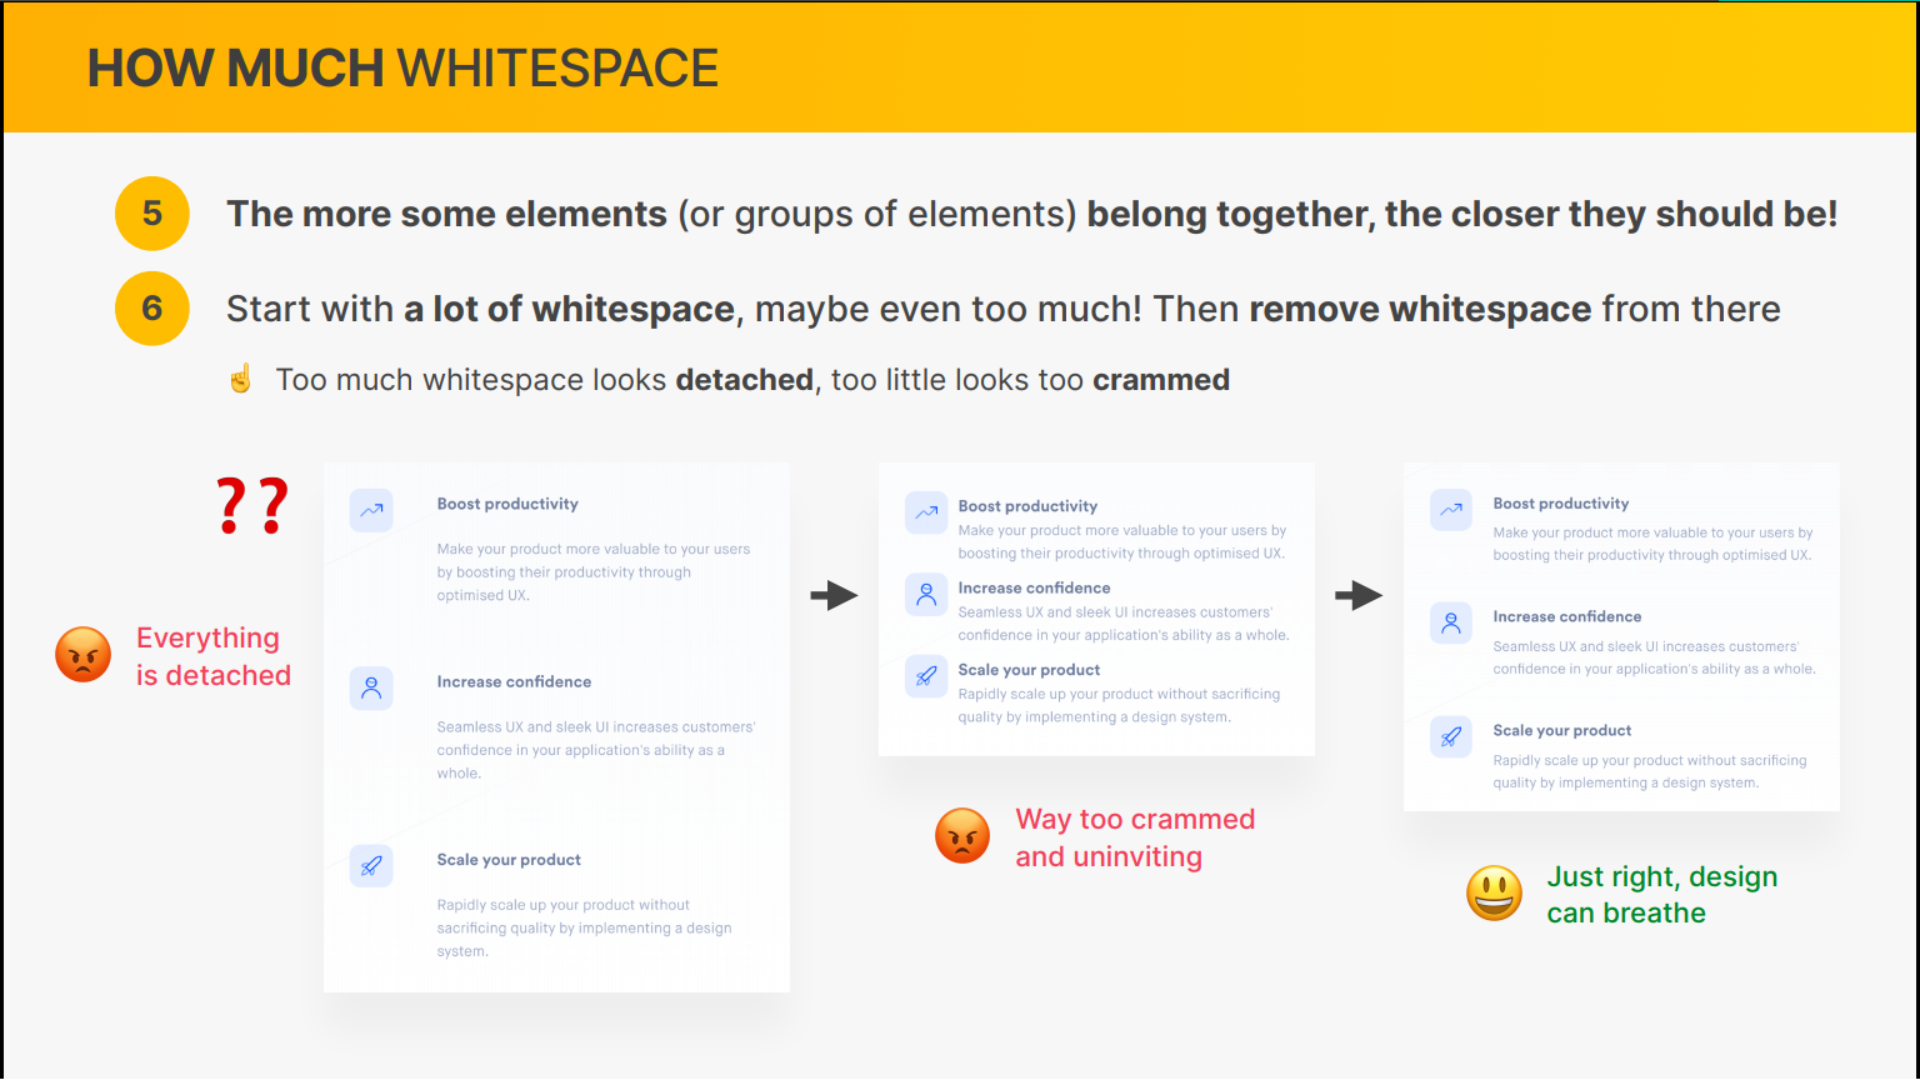 HOW MUCH WHITESPACE
5
The more some elements (or groups of elements) belong together, the closer they should be!
6
Start with a lot of whitespace, maybe even too much! Then remove whitespace from there
☝ Too much whitespace looks detached, too little looks too crammed
??
Everything
is detached
Boost productivity
Make your product more valuable to your users
by boosting their productivity through
optimised UX.
Increase confidence
Seamless UX and sleek UI increases customers'
confidence in your application's ability as a
whole.
Scale your product
Rapidly scale up your product without
sacrificing quality by implementing a design
system.
Boost productivity
Make your product more valuable to your users by
boosting their productivity through optimised UX.
Increase confidence
Seamless UX and sleek UI increases customers'
confidence in your application's ability as a whole.
Scale your product
Rapidly scale up your product without sacrificing
quality by implementing a design system.
Way too crammed
and uninviting
Boost productivity
Make your product more valuable to your users by
boosting their productivity through optimised UX.
Increase confidence
Seamless UX and sleek UI increases customers'
confidence in your application's ability as a whole.
Scale your product
Rapidly scale up your product without sacrificing
quality by implementing a design system.
Just right, design
can breathe